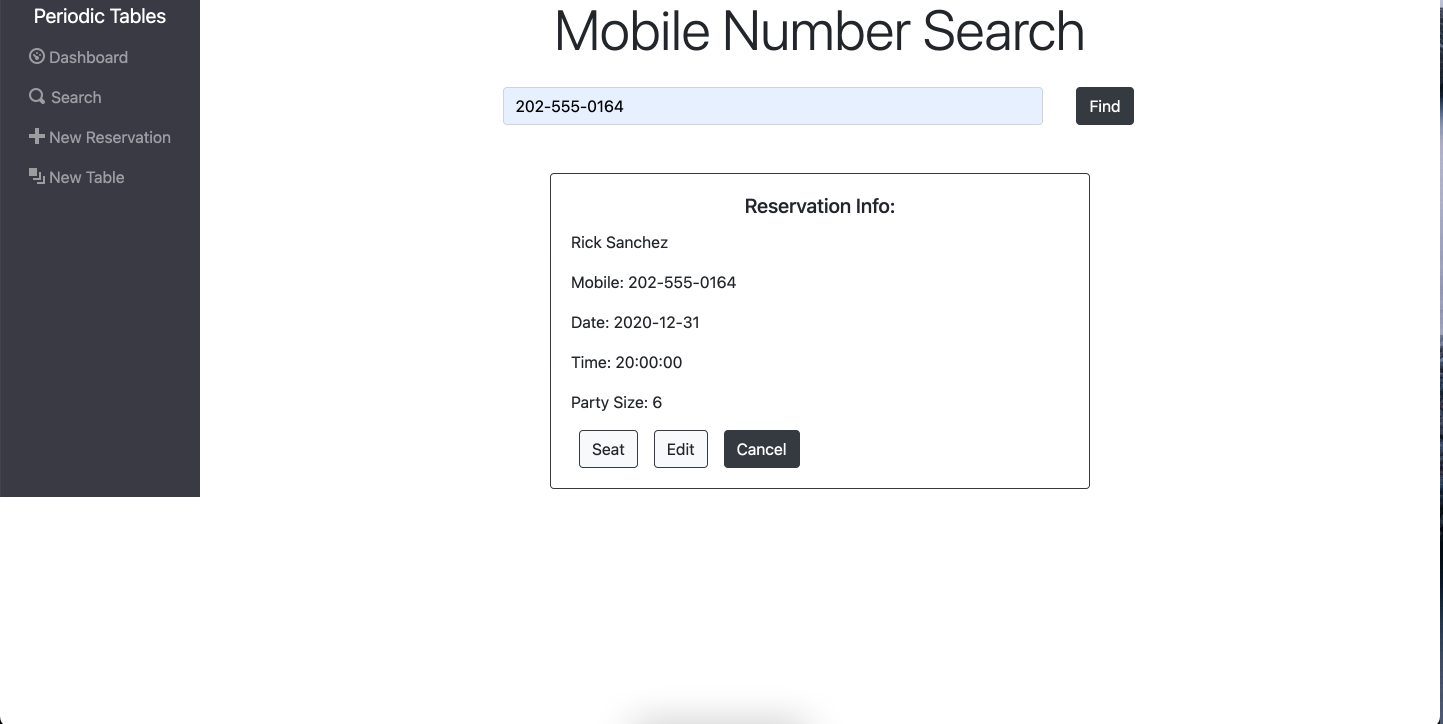 Periodic Tables
Dashboard
Search
New Reservation
New Table
Mobile Number Search
202-555-0164
Find
Reservation Info:
Rick Sanchez
Mobile: 202-555-0164
Date: 2020-12-31
Time: 20:00:00
Party Size: 6
Seat Edit Cancel